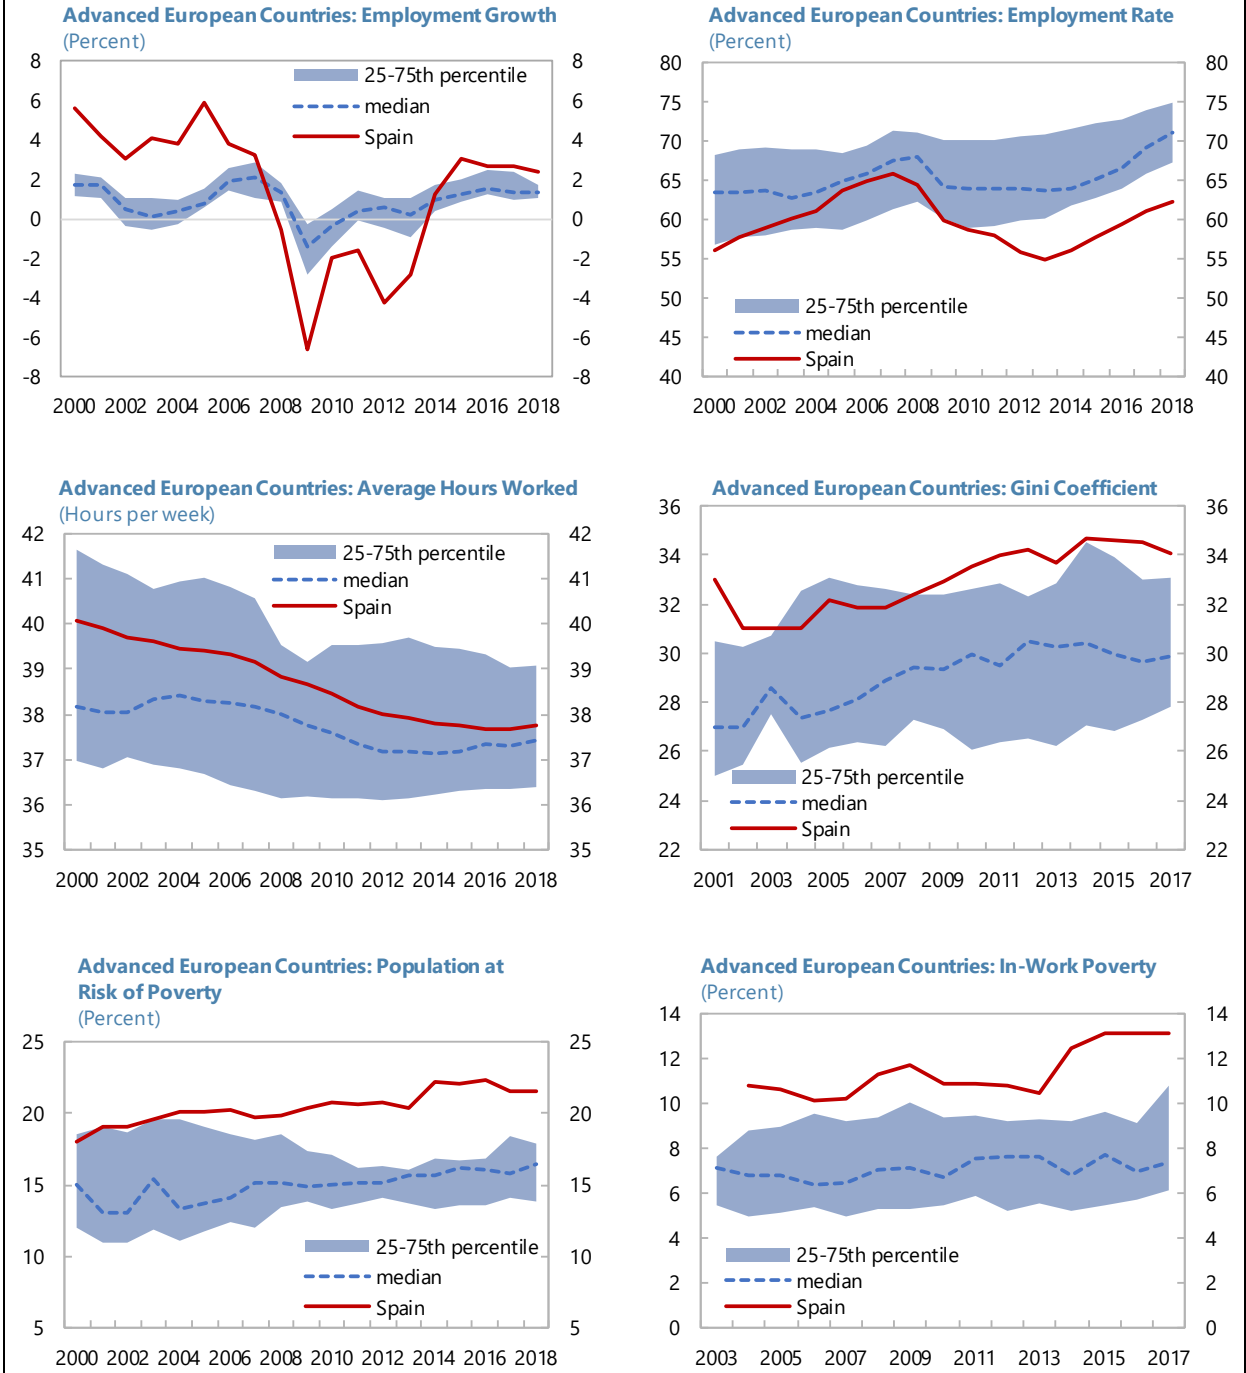 Advanced European Countries: Employment Growth
(Percent)
8 8
6 6
4 4
2 2
0 0
-2 -2
-4 -4
-6 -6
-8 -8
25-75th percentile
median
Spain
2000 2002 2004 2006 2008 2010 2012 2014 2016 2018
Advanced European Countries: Employment Rate
(Percent)
80 80
75 75
70 70
65 65
60 60
55 55
50 50
45 45
40 40
25-75th percentile
median
Spain
2000 2002 2004 2006 2008 2010 2012 2014 2016 2018
Advanced European Countries: Average Hours Worked
(Hours per week)
42 42
41 41
40 40
39 39
38 38
37 37
36 36
35 35
25-75th percentile
median
Spain
2000 2002 2004 2006 2008 2010 2012 2014 2016 2018
Advanced European Countries: Gini Coefficient
36 36
34 34
32 32
30 30
28 28
26 26
24 24
22 22
25-75th percentile
median
Spain
2001 2003 2005 2007 2009 2011 2013 2015 2017
Advanced European Countries: Population at
Risk of Poverty
(Percent)
25 25
20 20
15 15
10 10
5 5
25-75th percentile
median
Spain
2000 2002 2004 2006 2008 2010 2012 2014 2016 2018
Advanced European Countries: In-Work Poverty
(Percent)
14 14
12 12
10 10
8 8
6 6
4 4
2 2
0 0
25-75th percentile
median
Spain
2003 2005 2007 2009 2011 2013 2015 2017